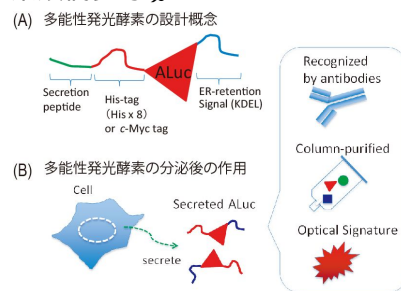 (A) 多能性発光酵素の設計概念
ALuc
Secretion
peptide
His-tag
(His x 8)
or c-Myc tag
ER-retention
Signal (KDEL)
(B) 多能性発光酵素の分泌後の作用
Cell
Secreted ALuc
secrete
Recognized
by antibodies
Column-purified
Optical Signature